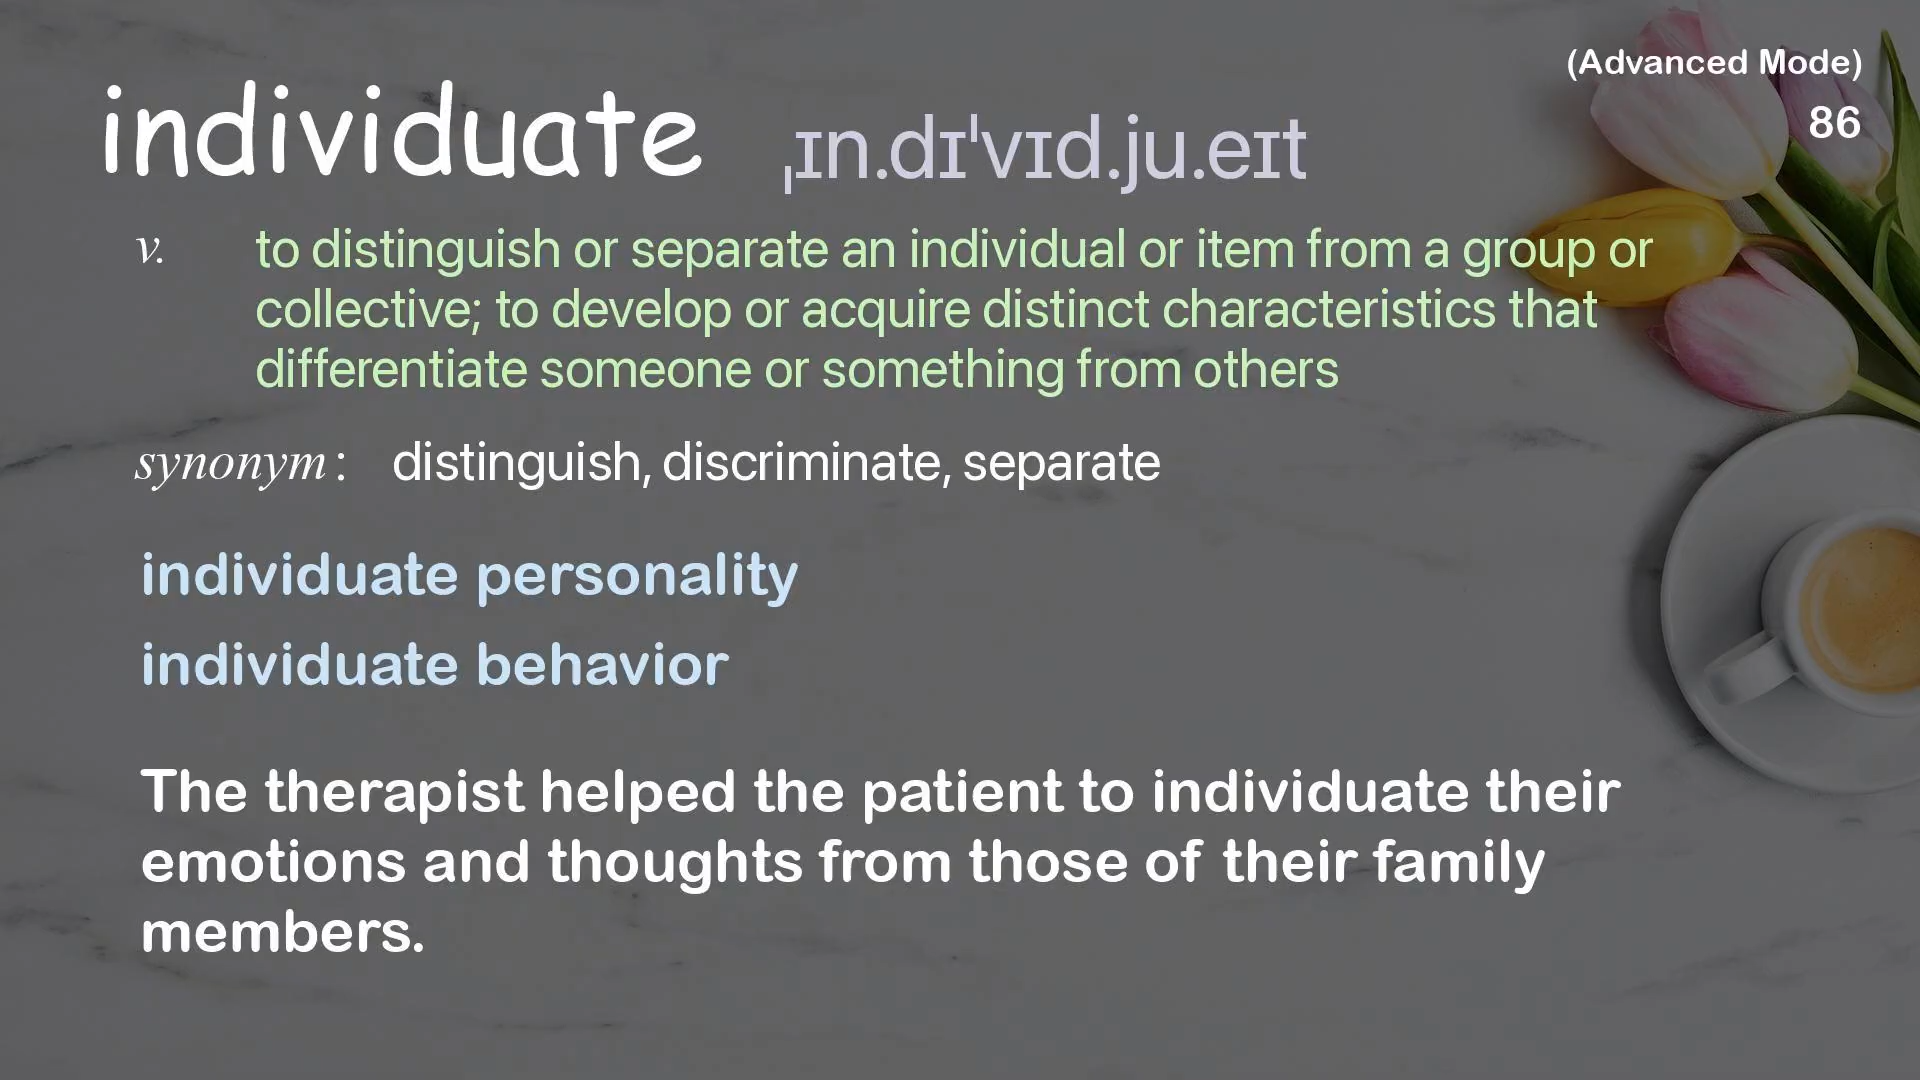 (Advanced Mode)
individuate ˌɪn.dɪˈvɪd.ju.eɪt
86
v. to distinguish or separate an individual or item from a group or
collective; to develop or acquire distinct characteristics that
differentiate someone or something from others
synonym: distinguish, discriminate, separate
individuate personality
individuate behavior
The therapist helped the patient to individuate their
emotions and thoughts from those of their family
members.